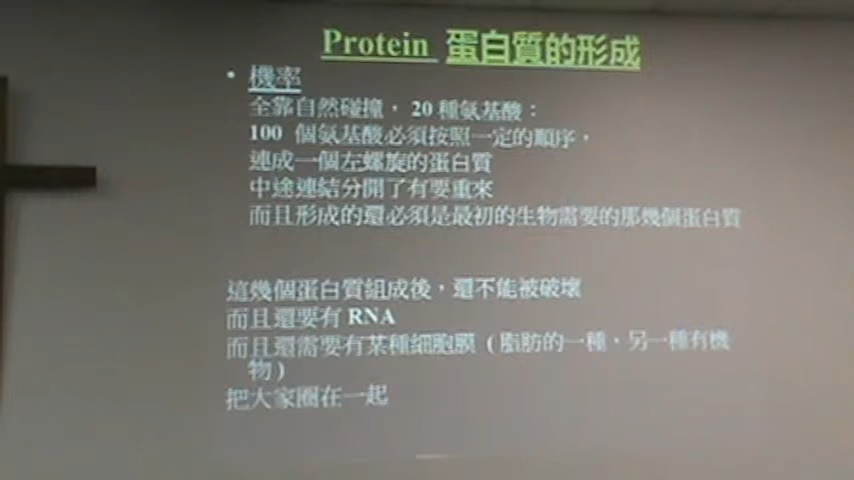 Protein 蛋白質的形成
• 機率
全靠自然碰撞， 20 種氨基酸：
100 個氨基酸必須按照一定的順序，
連成一個左螺旋的蛋白質
中途連結分開了有要重來
而且形成的還必須是最初的生物需要的那幾個蛋白質
這幾個蛋白質組成後，還不能被破壞
而且還要有 RNA
而且還需要有某種細胞膜 ( 脂肪的一種，另一種有機
物 )
把大家圈在一起